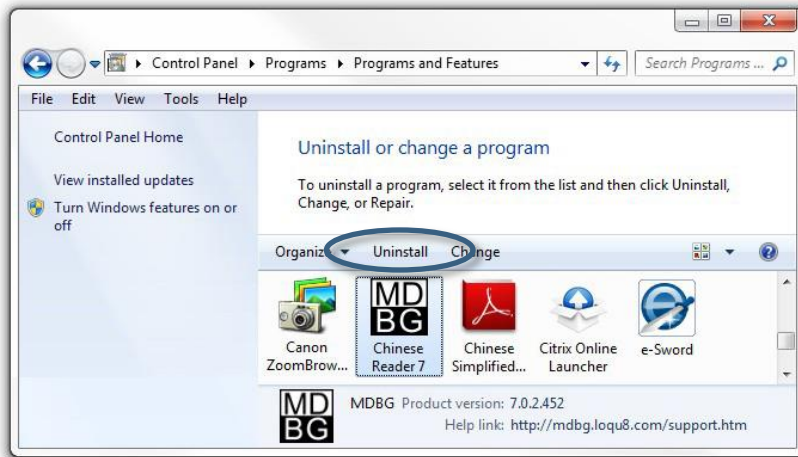 Control Panel ▸ Programs ▸ Programs and Features
Search Programs ...
File Edit View Tools Help
Control Panel Home
View installed updates
Turn Windows features on or
off
Uninstall or change a program
To uninstall a program, select it from the list and then click Uninstall,
Change, or Repair.
Organize Uninstall Change
MD
BG
Canon
ZoomBrow...
Chinese
Reader 7
Chinese
Simplified...
Citrix Online
Launcher
e-Sword
MD
BG
MDBG Product version: 7.0.2.452
Help link: http://mdbg.loqu8.com/support.htm